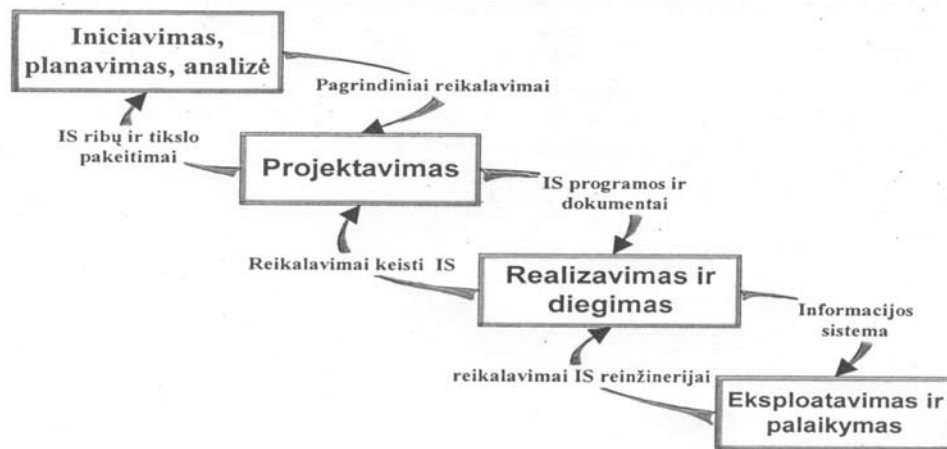 Iniciavimas,
planavimas, analizė
Pagrindiniai reikalavimai
IS ribų ir tikslo
pakeitimai
Projektavimas
IS programos ir
dokumentai
Reikalavimai keisti IS
Realizavimas ir
diegimas
Informacijos
sistema
reikalavimai IS reinžinerijai
Eksploatavimas ir
palaikymas